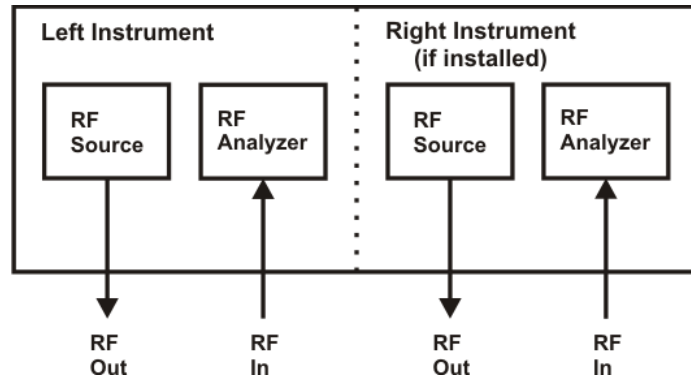 Left Instrument
Right Instrument
(if installed)
RF
Source
RF
Analyzer
RF
Source
RF
Analyzer
RF
Out
RF
In
RF
Out
RF
In